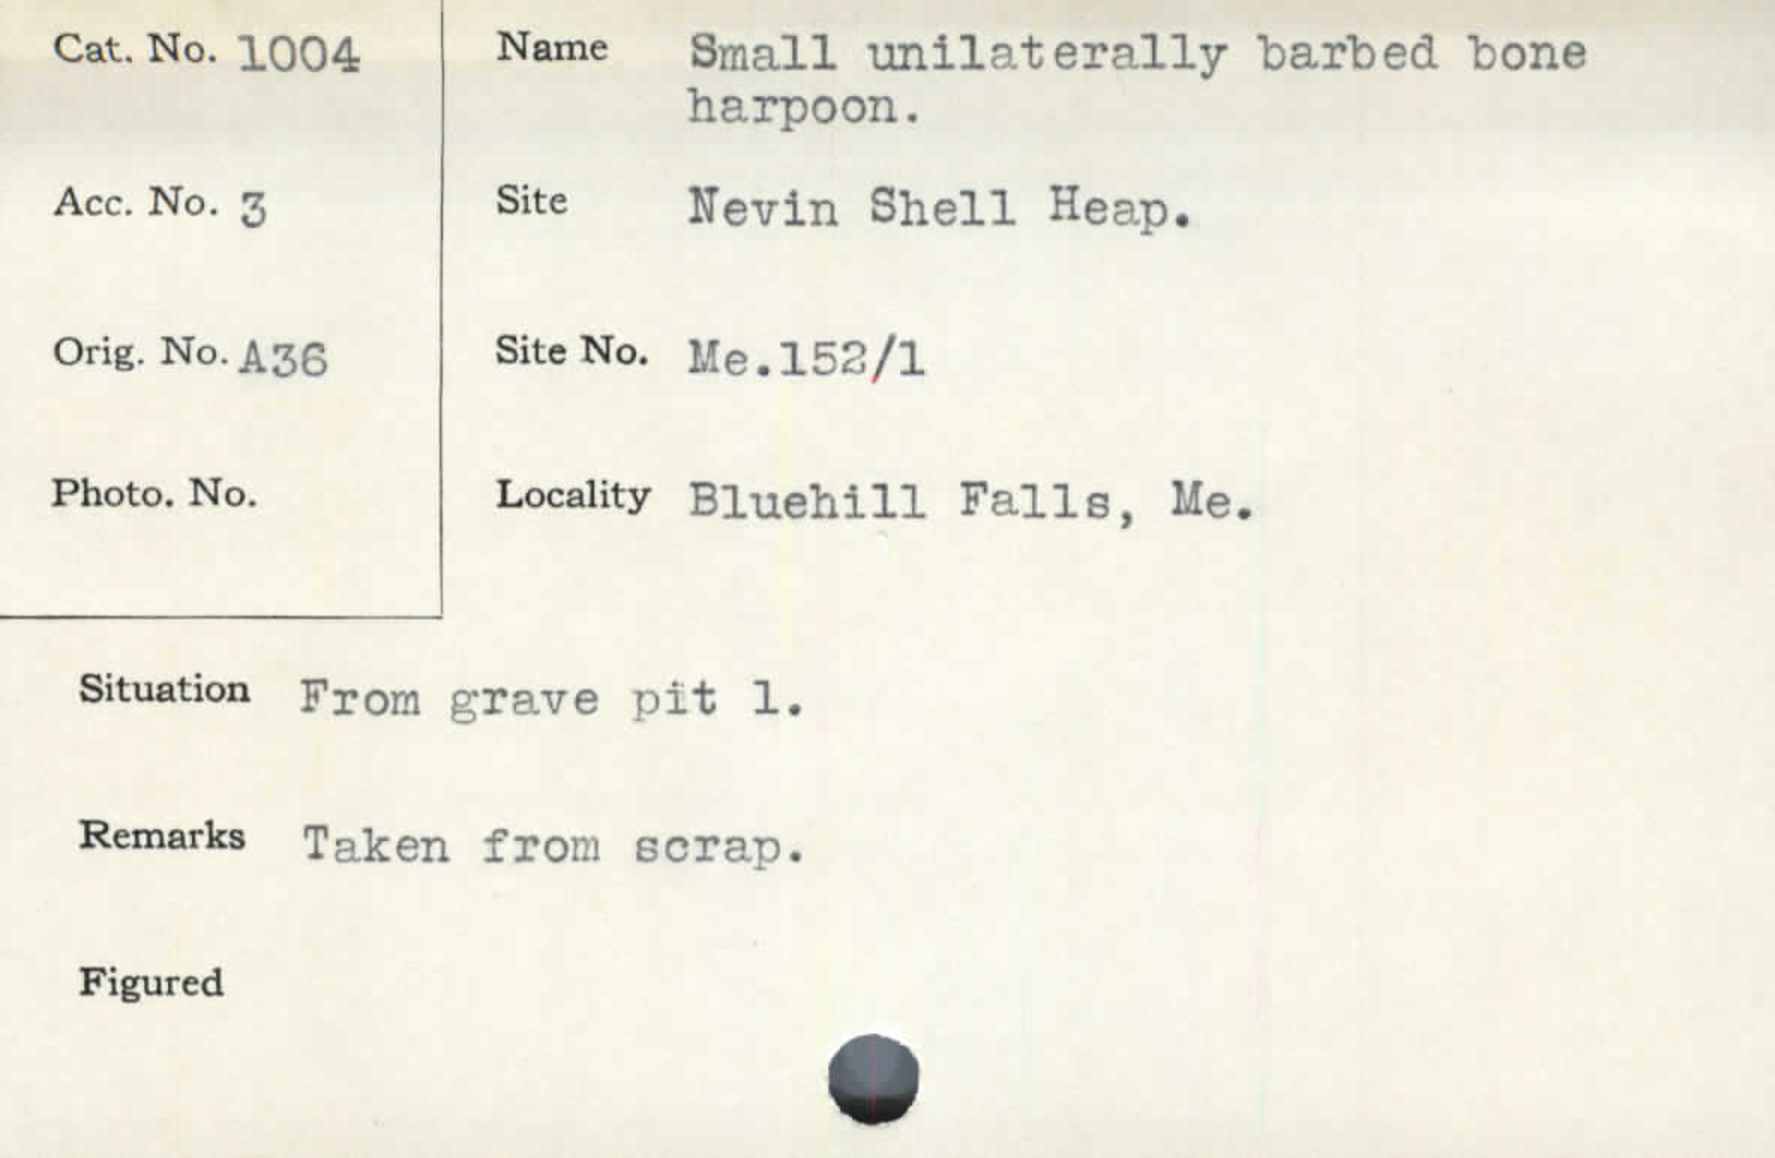 Cat. No. 1004
Name Small unilaterally barbed bone
harpoon.
Acc. No. 3
Site Nevin Shell Heap.
Orig. No. A36
Site No. Me.152/1
Photo. No.
Locality Bluehill Falls, Me.
Situation From grave pit 1.
Remarks Taken from scrap.
Figured